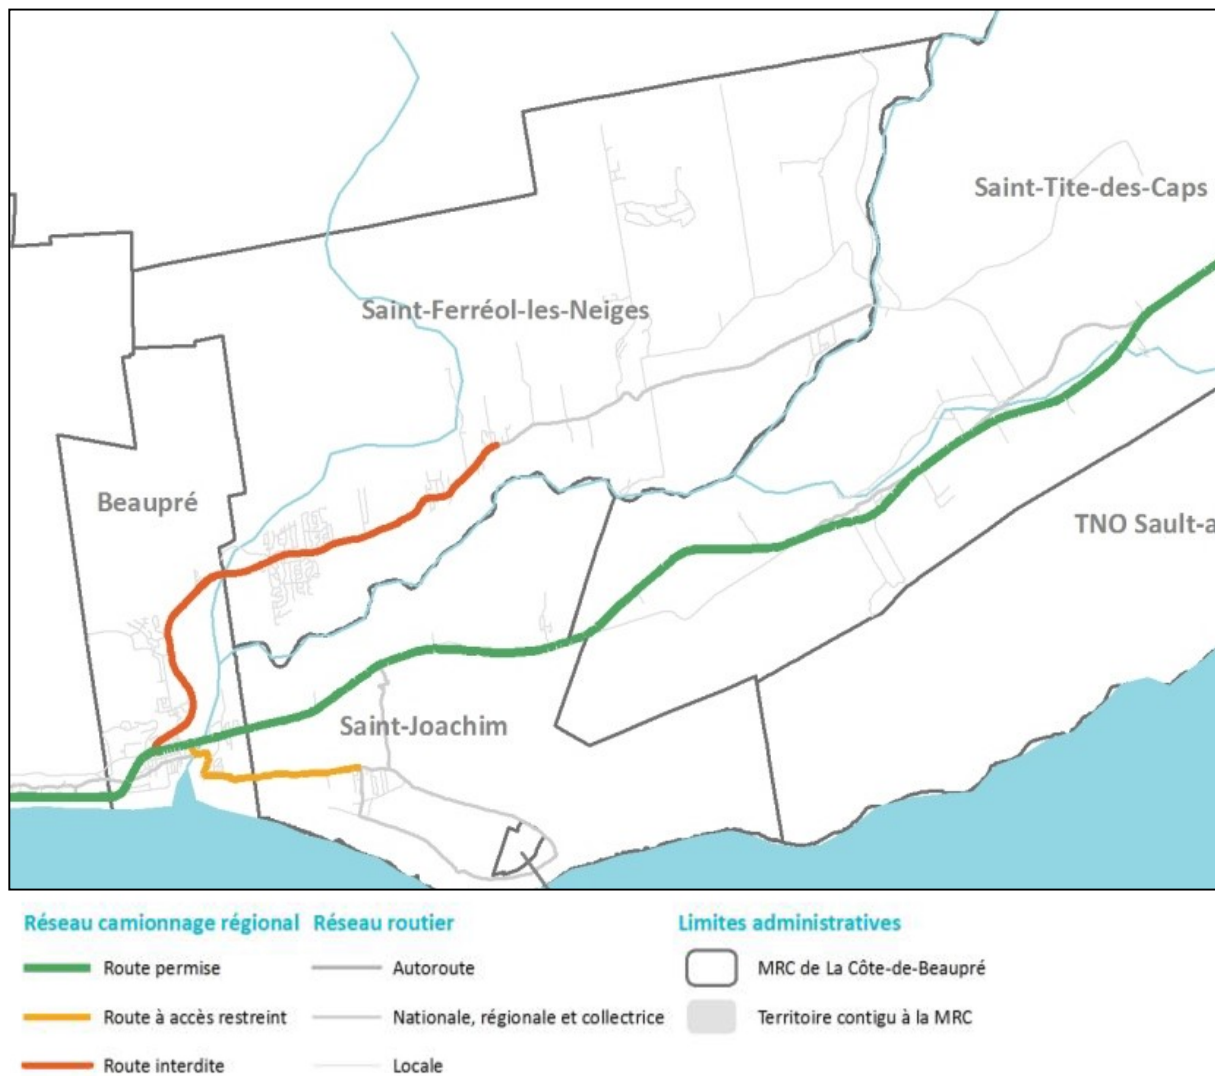 Saint-Tite-des-Caps
Saint-Ferréol-les-Neiges
Beaupré
TNO Sault-a
Saint-Joachim
Réseau camionnage régional
Route permise
Route à accès restreint
Route interdite
Réseau routier
Autoroute
Nationale, régionale et collectrice
Locale
Limites administratives
MRC de La Côte-de-Beaupré
Territoire contigu à la MRC